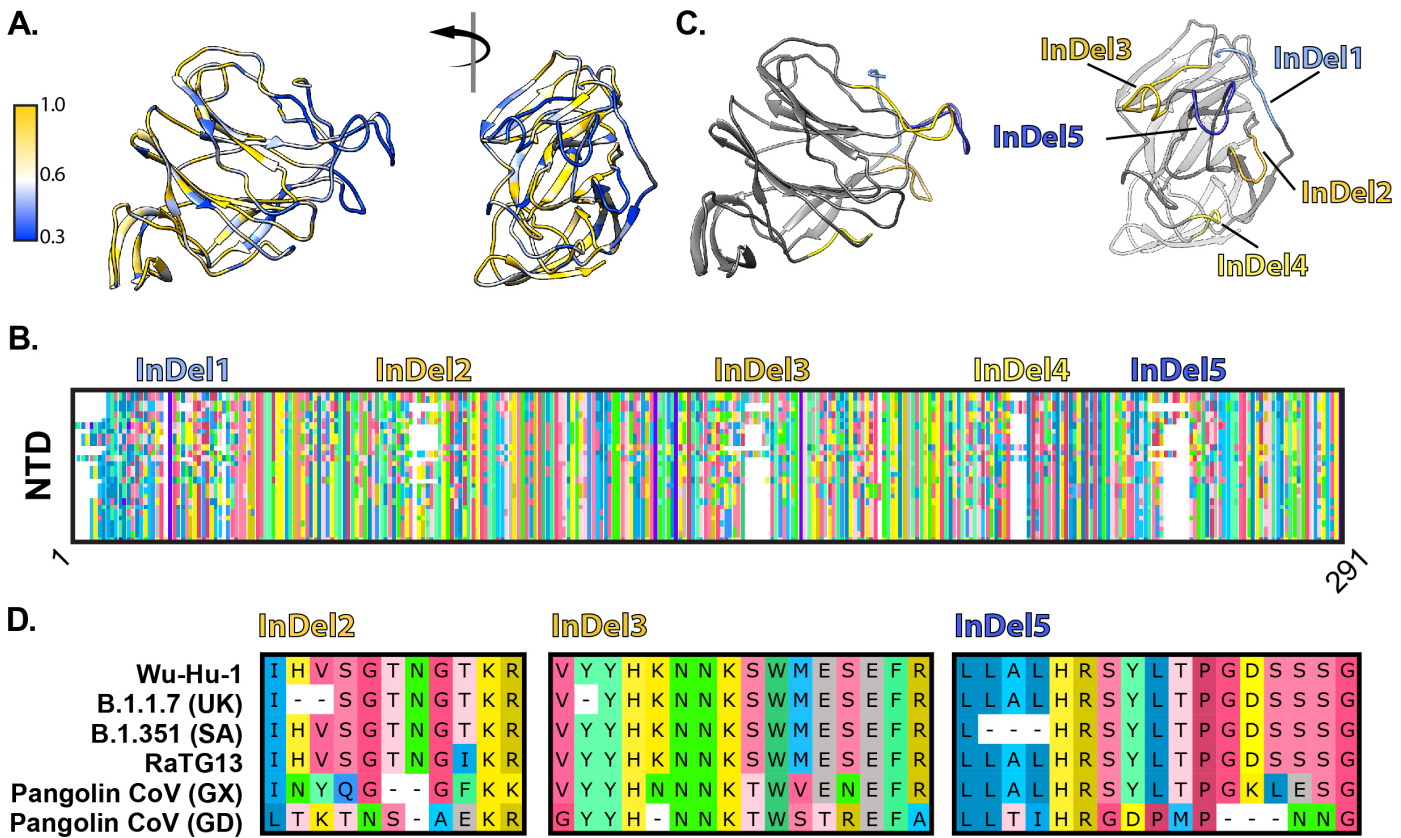 A.
1.0
0.6
0.3
C.
InDel3
InDel1
InDel5
InDel2
InDel4
B.
InDel1 InDel2 InDel3 InDel4 InDel5
NTD
1
291
D.
InDel2 InDel3 InDel5
Wu-Hu-1 I H V S G T N G T K R V Y Y H K N N K S W M E S E F R L L A L H R S Y L T P G D S S S G
B.1.1.7 (UK) I - - S G T N G T K R V - Y H K N N K S W M E S E F R L L A L H R S Y L T P G D S S S G
B.1.351 (SA) I H V S G T N G T K R V Y Y H K N N K S W M E S E F R L - - - H R S Y L T P G D S S S G
RaTG13 I H V S G T N G I K R V Y Y H K N N K S W M E S E F R L L A L H R S Y L T P G D S S S G
Pangolin CoV (GX) I N Y Q G - - G F K K V Y Y H N N N K T W V E N E F R L L A L H R S Y L T P G K L E S G
Pangolin CoV (GD) L T K T N S - A E K R G Y Y H - N N K T W S T R E F A L L T I H R G D P M P - - - N N G